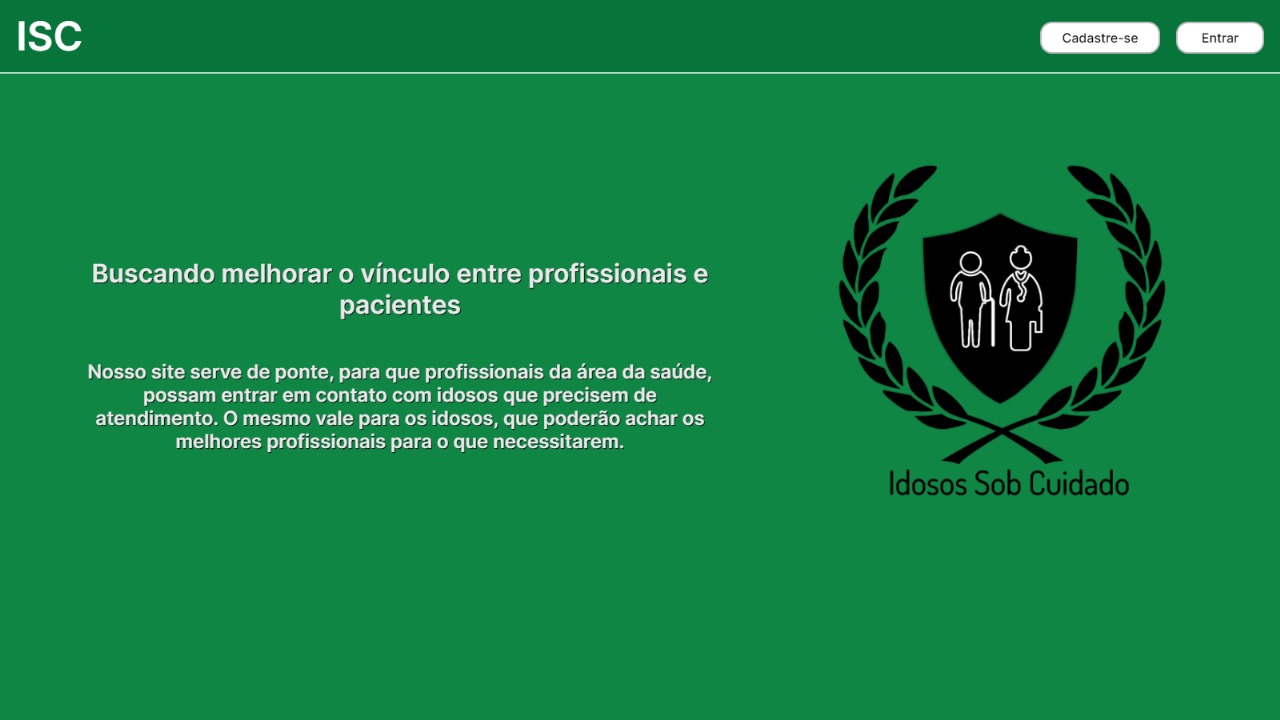 ISC
Cadastre-se
Entrar
Buscando melhorar o vínculo entre profissionais e
pacientes
Nosso site serve de ponte, para que profissionais da área da saúde,
possam entrar em contato com idosos que precisem de
atendimento. O mesmo vale para os idosos, que poderão achar os
melhores profissionais para o que necessitarem.
Idosos Sob Cuidado